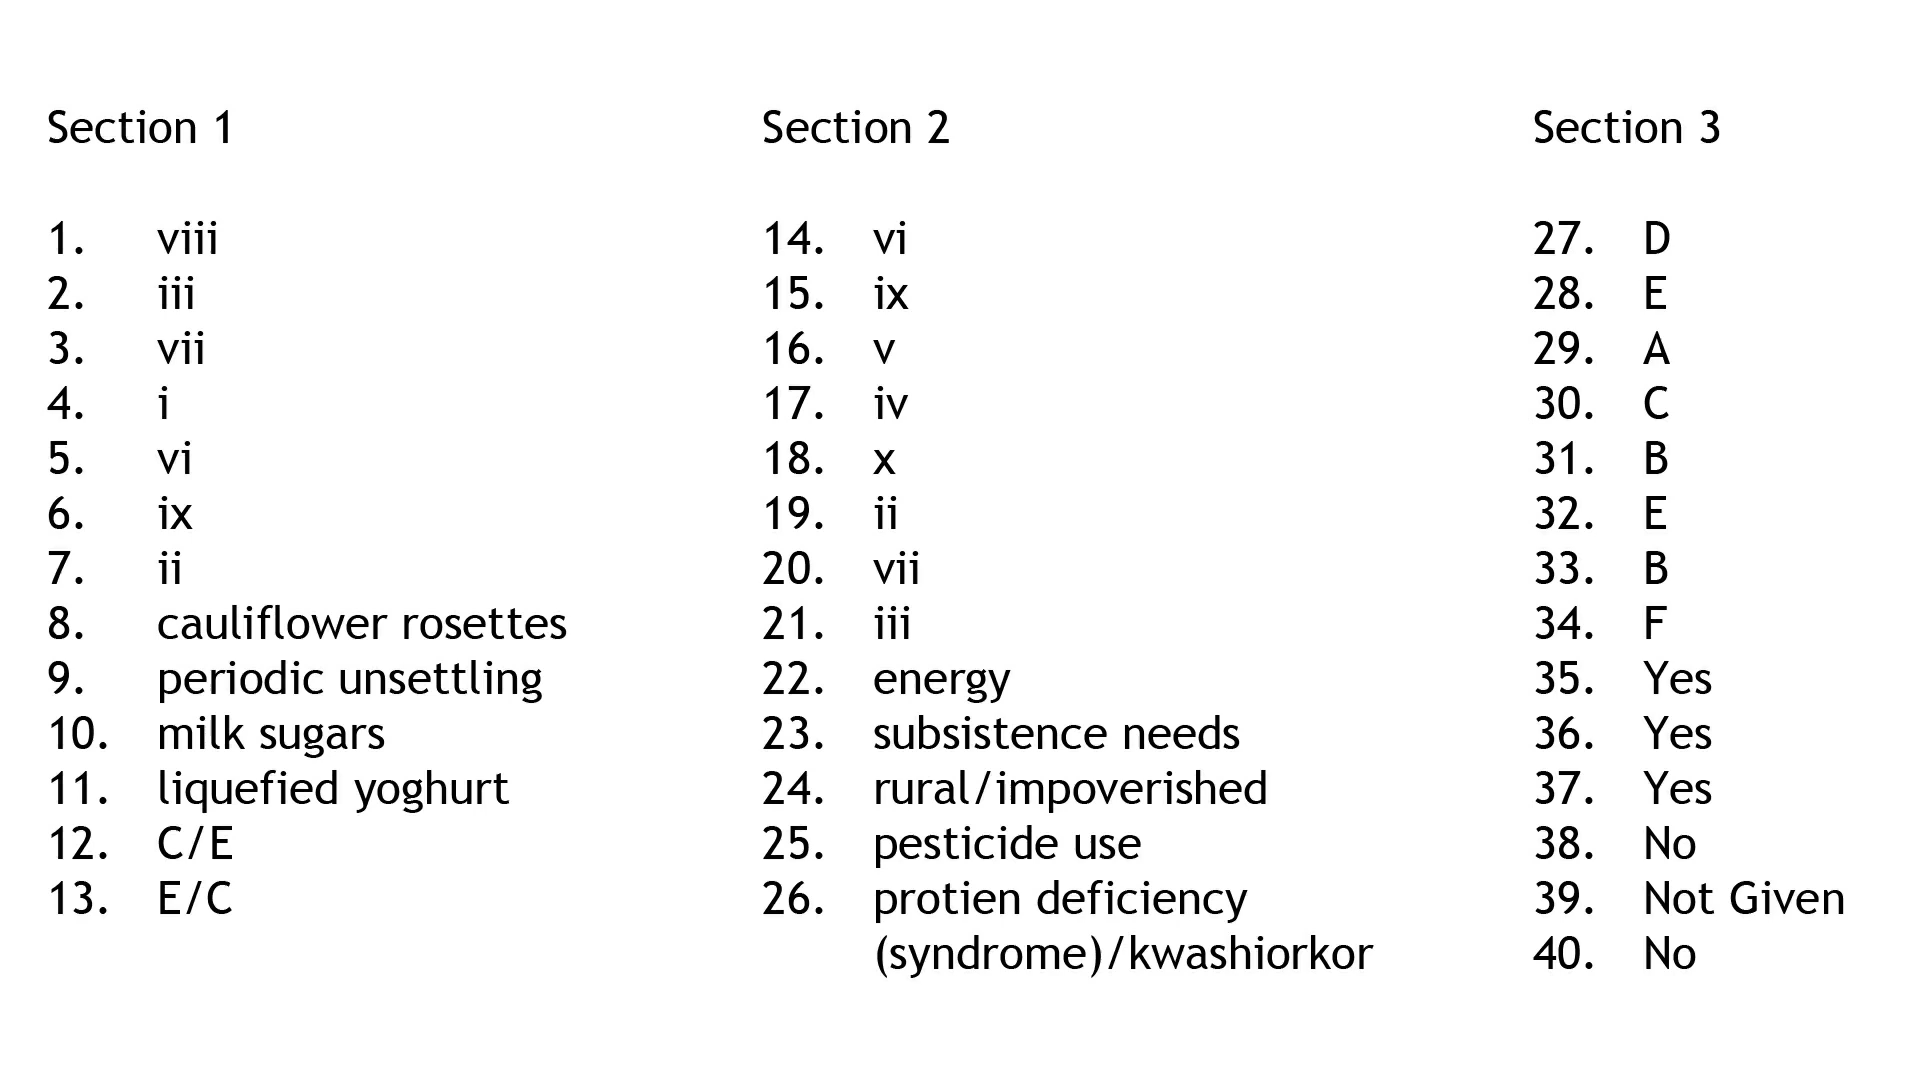 Section 1
1. viii
2. iii
3. vii
4. i
5. vi
6. ix
7. ii
8. cauliflower rosettes
9. periodic unsettling
10. milk sugars
11. liquefied yoghurt
12. C/E
13. E/C
Section 2
14. vi
15. ix
16. v
17. iv
18. x
19. ii
20. vii
21. iii
22. energy
23. subsistence needs
24. rural/impoverished
25. pesticide use
26. protien deficiency
(syndrome)/kwashiorkor
Section 3
27. D
28. E
29. A
30. C
31. B
32. E
33. B
34. F
35. Yes
36. Yes
37. Yes
38. No
39. Not Given
40. No